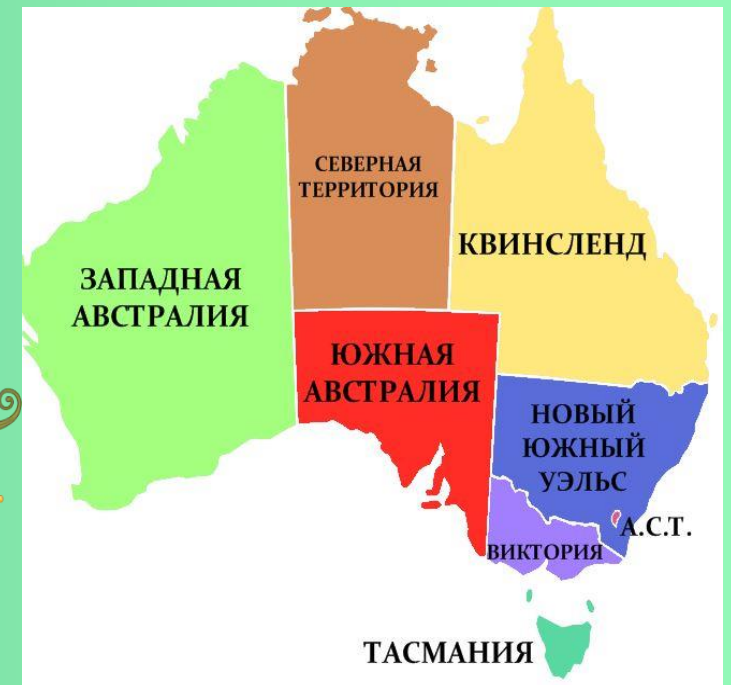 СЕВЕРНАЯ
ТЕРРИТОРИЯ
КВИНСЛЕНД
ЗАПАДНАЯ
АВСТРАЛИЯ
ЮЖНАЯ
АВСТРАЛИЯ
НОВЫЙ
ЮЖНЫЙ
УЭЛЬС
А.С.Т.
ВИКТОРИЯ
ТАСМАНИЯ